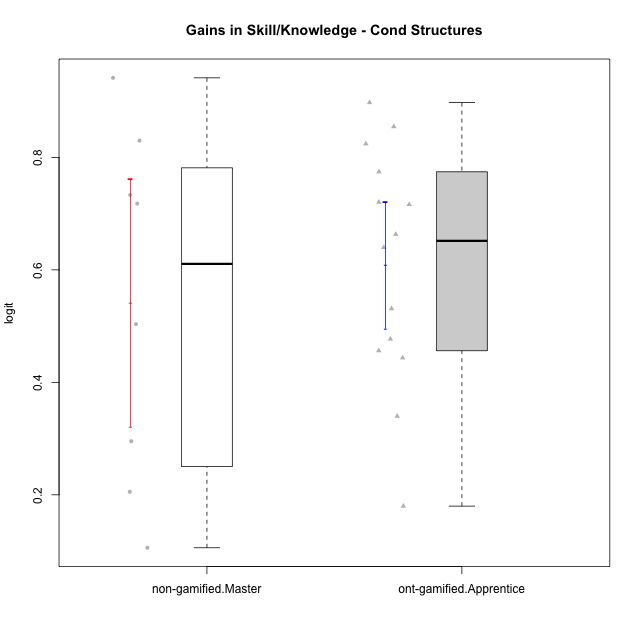 Gains in Skill/Knowledge - Cond Structures
logit
0.8
0.6
0.4
0.2
non-gamified.Master
ont-gamified.Apprentice